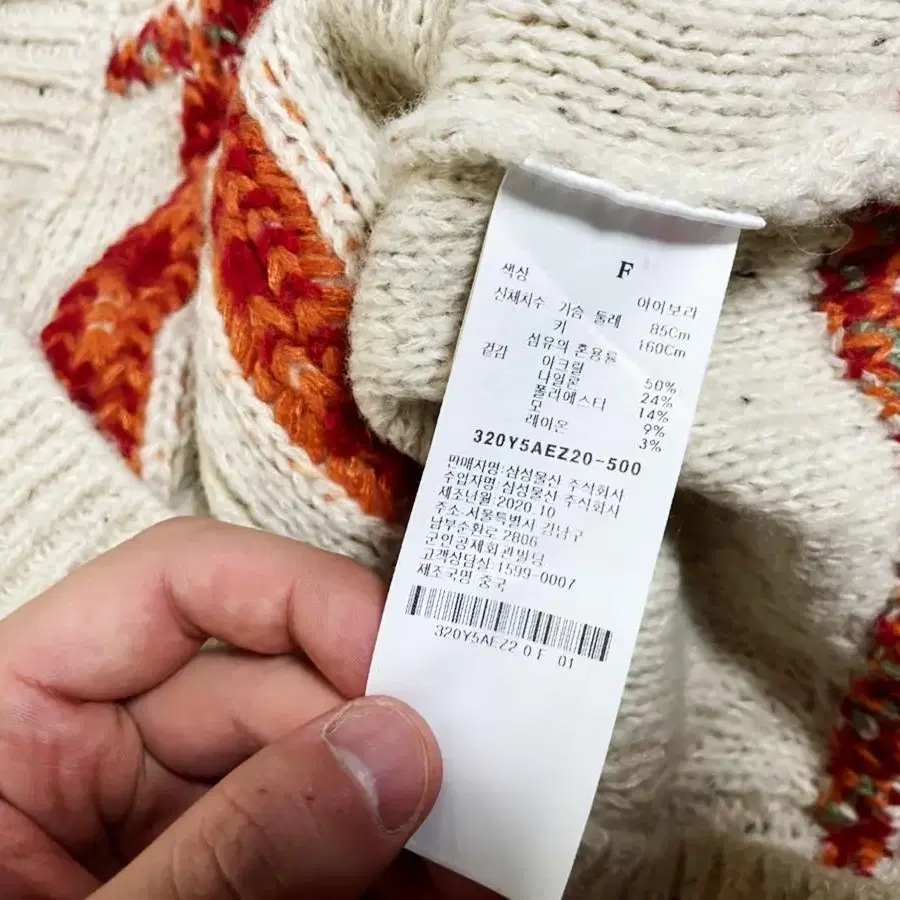 F
색상 아이보리
신체치수 가슴 둘레 85Cm
키 160Cm
섬유의 혼용률
겉감 아크릴 50%
나일론 24%
폴리에스터 14%
모 9%
레이온 3%
320Y5AEZ20-500
판매자명:삼성물산 주식회사
수입자명:삼성물산 주식회사
제조년월:2020.10
주소:서울특별시 강남구
남부순환로 2806
군인공제회관빌딩
고객상담실:1599-0007
제조국명 중국
320Y5AEZ20F 01